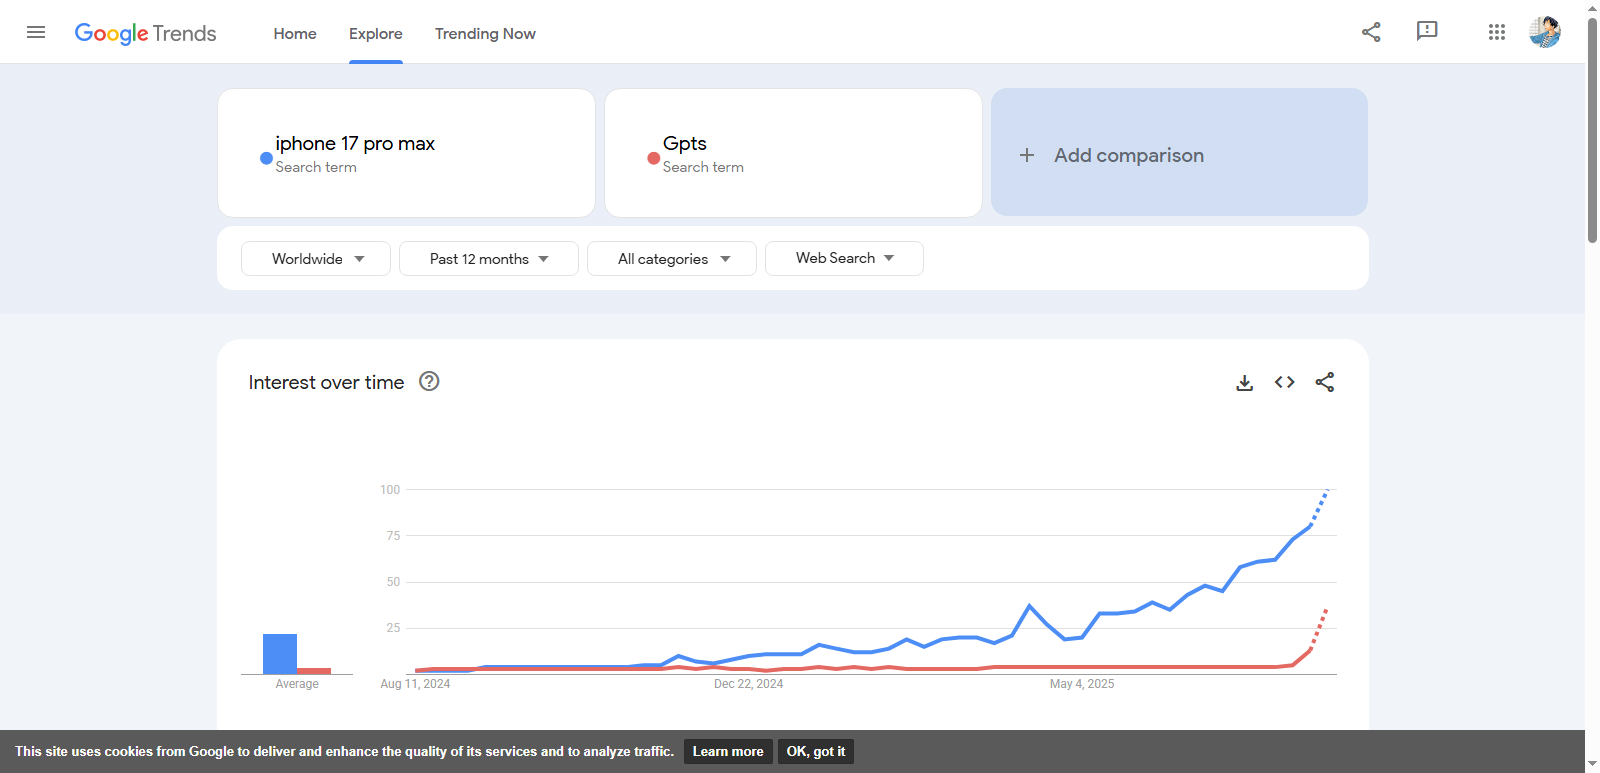 Google Trends
Home Explore Trending Now
iphone 17 pro max
Search term
Gpts
Search term
+ Add comparison
Worldwide
Past 12 months
All categories
Web Search
Interest over time
100
75
50
25
Average
Aug 11, 2024
Dec 22, 2024
May 4, 2025
This site uses cookies from Google to deliver and enhance the quality of its services and to analyze traffic.
Learn more
OK, got it